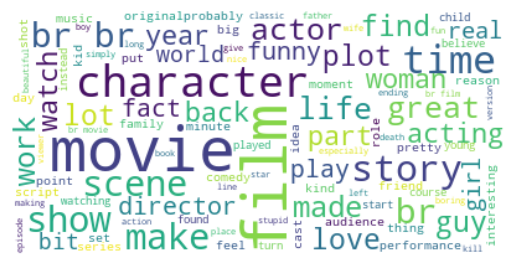 music boy originalprobably classic father
br br year big actor find fun wife child real
beautiful kid simply long put world funny plot give nice believe
shot instead
watch character woman time moment reason
day lot fact back life great ending br film version
work br movie family minute played idea part role death acting
viewer book film pretty young especially
scene comedy star play story girl interesting
script point watching line kind left friend course boring
making show director made br guy
action found cast start audience thing
episode bit set place stupid
series make feel turn love performance kill